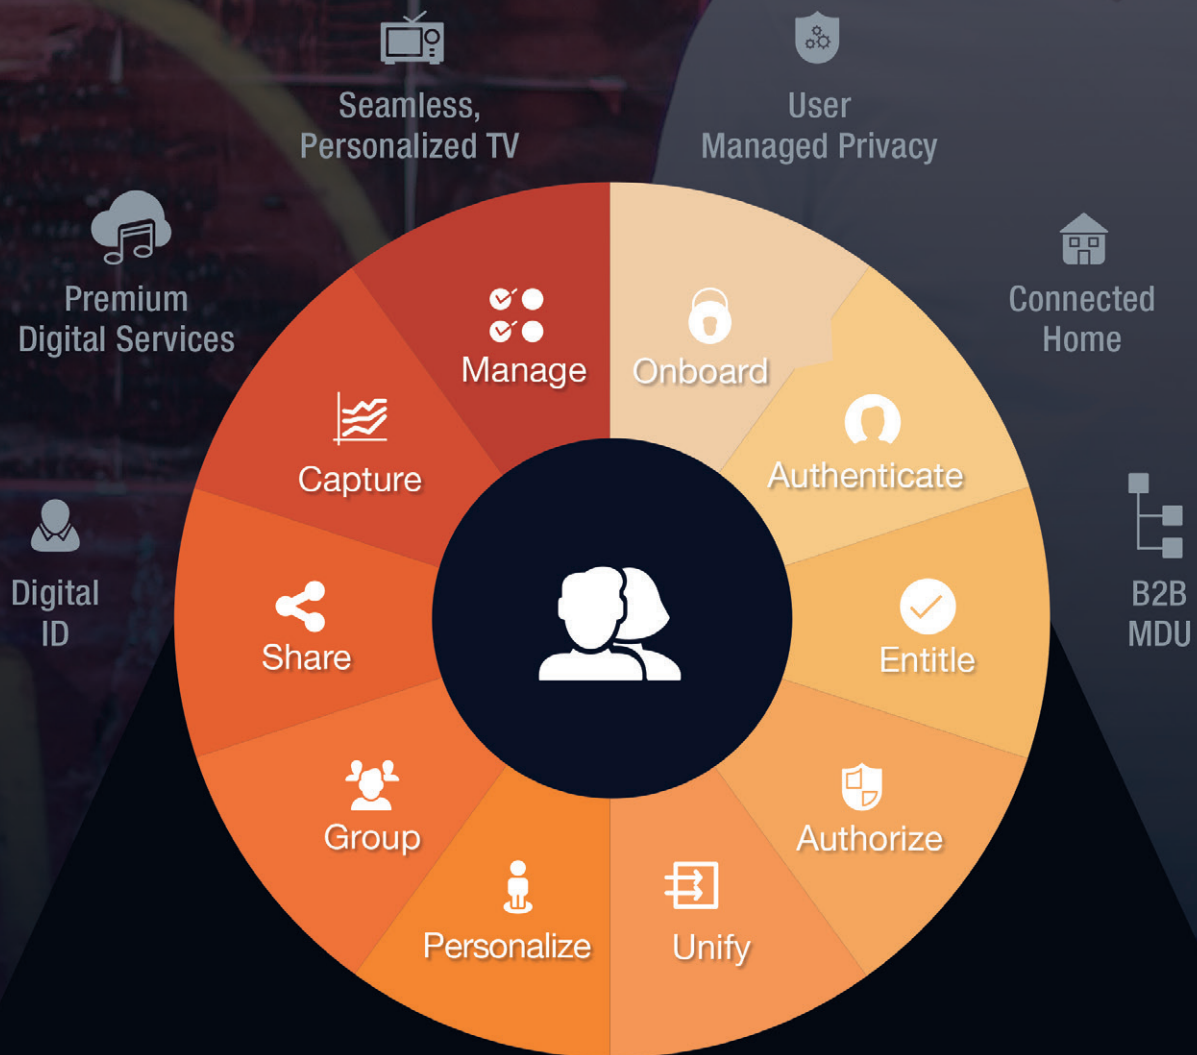 Seamless,
Personalized TV
User
Managed Privacy
Premium
Digital Services
Connected
Home
Digital
ID
B2B
MDU
Manage
Onboard
Authenticate
Entitle
Authorize
Unify
Personalize
Group
Share
Capture